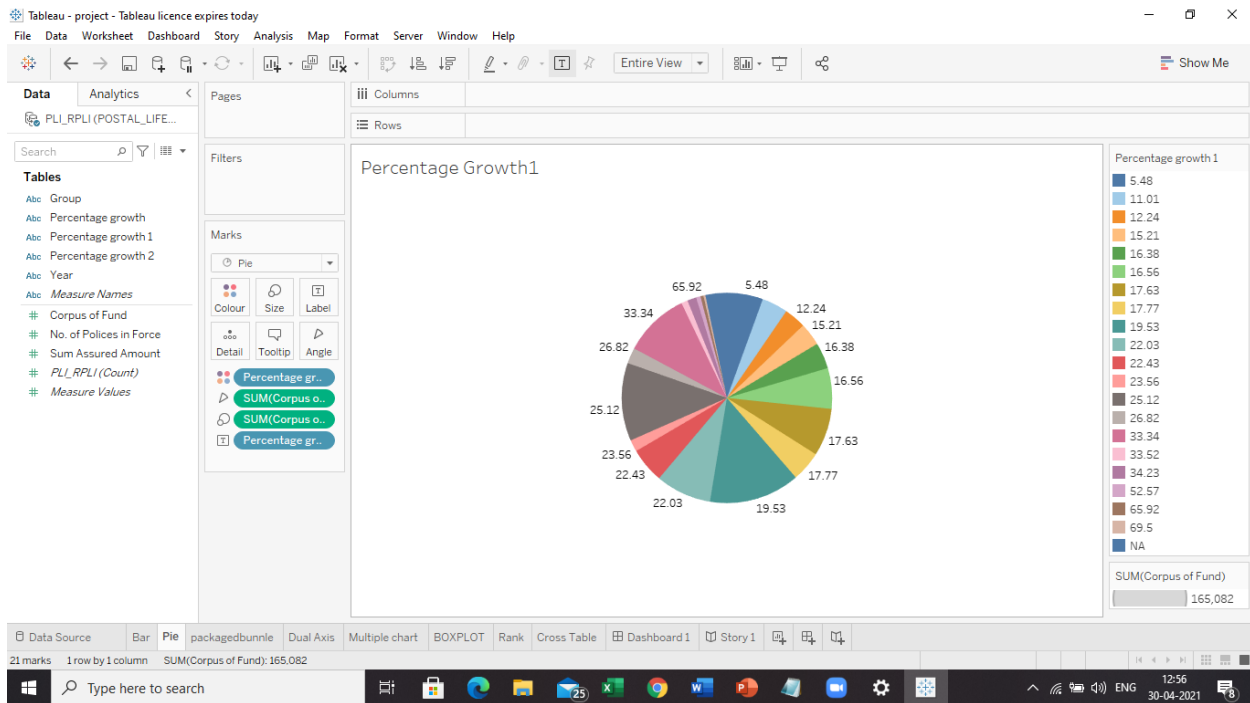 Tableau - project - Tableau licence expires today
File Data Worksheet Dashboard Story Analysis Map Format Server Window Help
Entire View
Show Me
Data Analytics
PLI_RPLI (POSTAL_LIFE...
Search
Tables
Abc Group
Abc Percentage growth
Abc Percentage growth 1
Abc Percentage growth 2
Abc Year
Abc Measure Names
# Corpus of Fund
# No. of Polices in Force
# Sum Assured Amount
# PLI_RPLI (Count)
# Measure Values
Pages
Filters
Marks
Pie
Colour Size Label
Detail Tooltip Angle
Percentage gr..
SUM(Corpus o..
SUM(Corpus o..
Percentage gr..
Columns
Rows
Percentage Growth1
65.92
5.48
12.24
15.21
16.38
16.56
17.63
17.77
19.53
22.03
22.43
23.56
25.12
26.82
33.34
Percentage growth 1
5.48
11.01
12.24
15.21
16.38
16.56
17.63
17.77
19.53
22.03
22.43
23.56
25.12
26.82
33.34
33.52
34.23
52.57
65.92
69.5
NA
SUM(Corpus of Fund)
165,082
Data Source Bar Pie packagedbunnle Dual Axis Multiple chart BOXPLOT Rank Cross Table Dashboard 1 Story 1
21 marks 1 row by 1 column SUM(Corpus of Fund): 165,082
Type here to search
25
ENG
12:56
30-04-2021
8